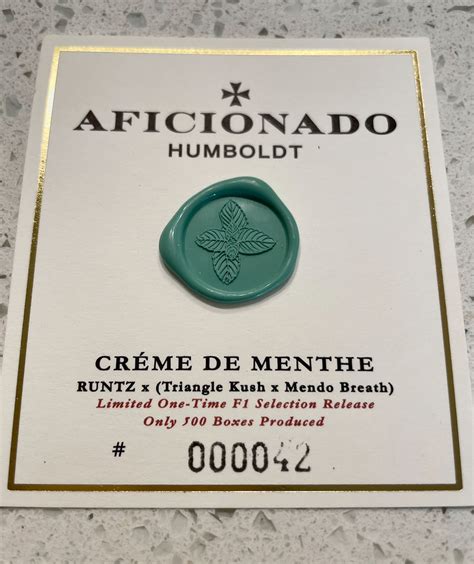 AFICIONADO
HUMBOLDT
CRÉME DE MENTHE
RUNTZ x (Triangle Kush x Mendo Breath)
Limited One-Time F1 Selection Release
Only 500 Boxes Produced
# 000042